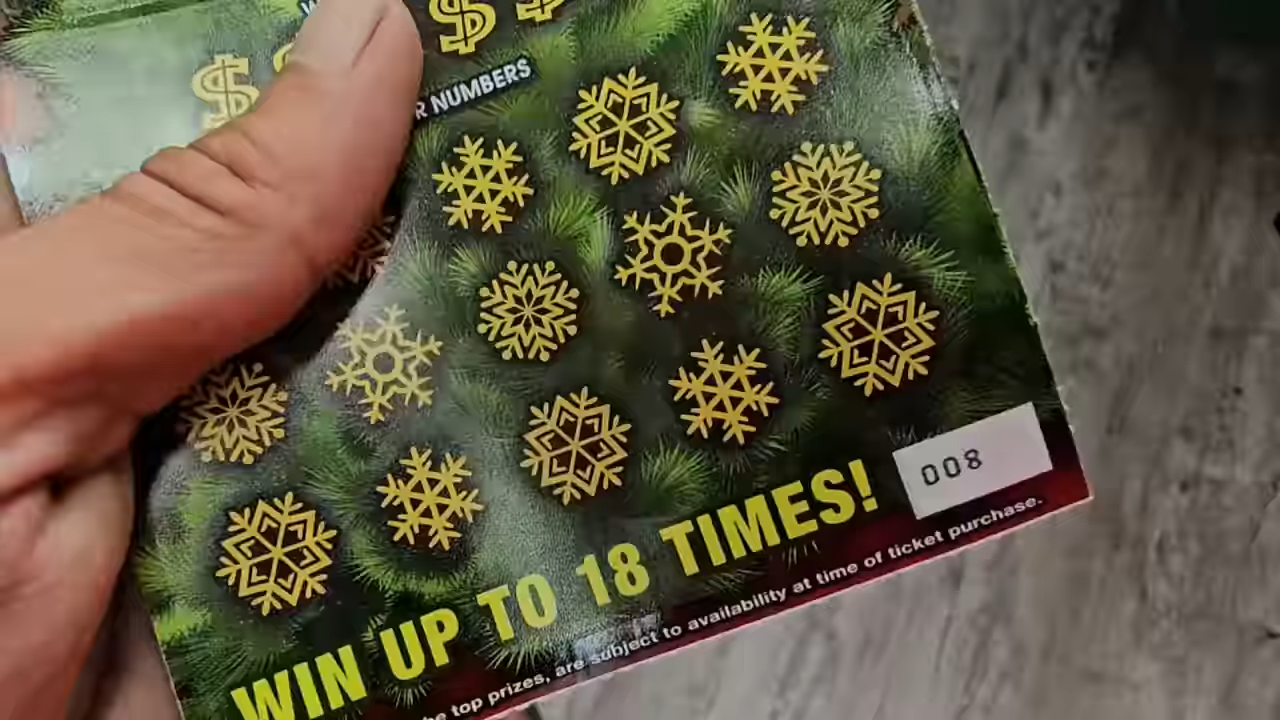 $ $ $
NUMBERS
WIN UP TO 18 TIMES!
008
top prizes, are subject to availability at time of ticket purchase.